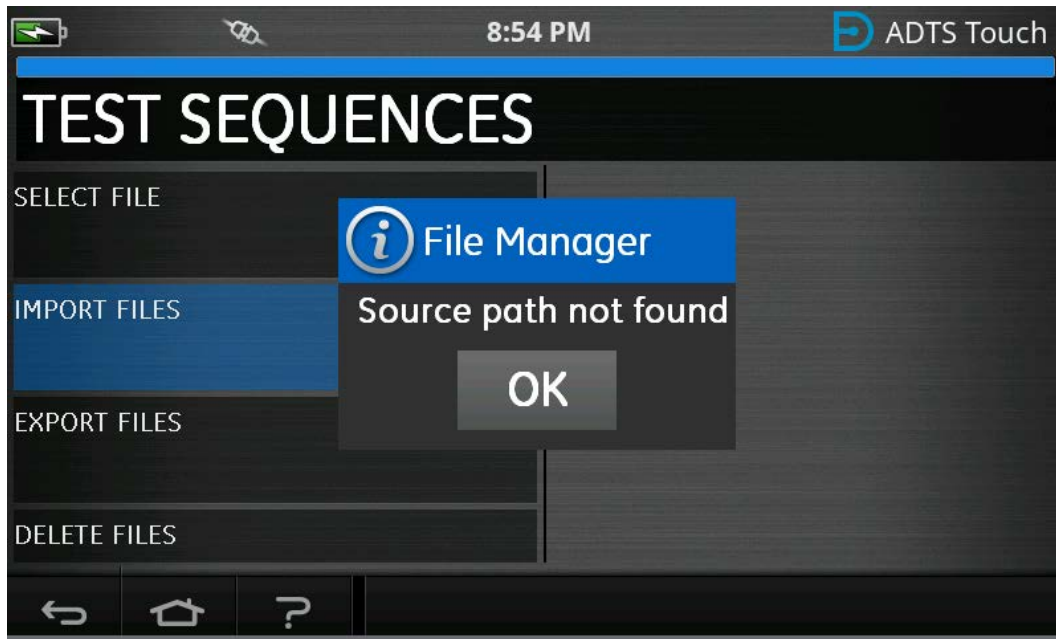 8:54 PM
ADTS Touch
TEST SEQUENCES
SELECT FILE
File Manager
IMPORT FILES
Source path not found
OK
EXPORT FILES
DELETE FILES